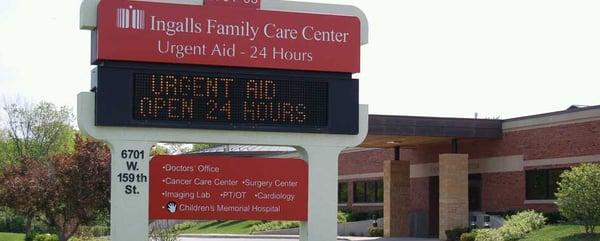 Ingalls Family Care Center
Urgent Aid - 24 Hours
URGENT AID
OPEN 24 HOURS
6701
W.
159th
St.
•Doctors' Office
•Cancer Care Center •Surgery Center
•Imaging Lab •PT/OT •Cardiology
• Children's Memorial Hospital